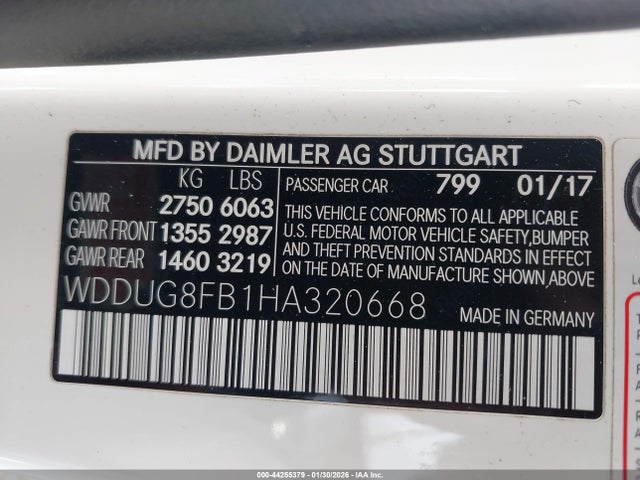 MFD BY DAIMLER AG STUTTGART
KG LBS
GVWR 2750 6063
GAWR FRONT 1355 2987
GAWR REAR 1460 3219
PASSENGER CAR 799 01/17
THIS VEHICLE CONFORMS TO ALL APPLICABLE
U.S. FEDERAL MOTOR VEHICLE SAFETY,BUMPER
AND THEFT PREVENTION STANDARDS IN EFFECT
ON THE DATE OF MANUFACTURE SHOWN,ABOVE
WDDUG8FB1HA320668
MADE IN GERMANY
000-44255379 - 01/30/2026 - IAA Inc.